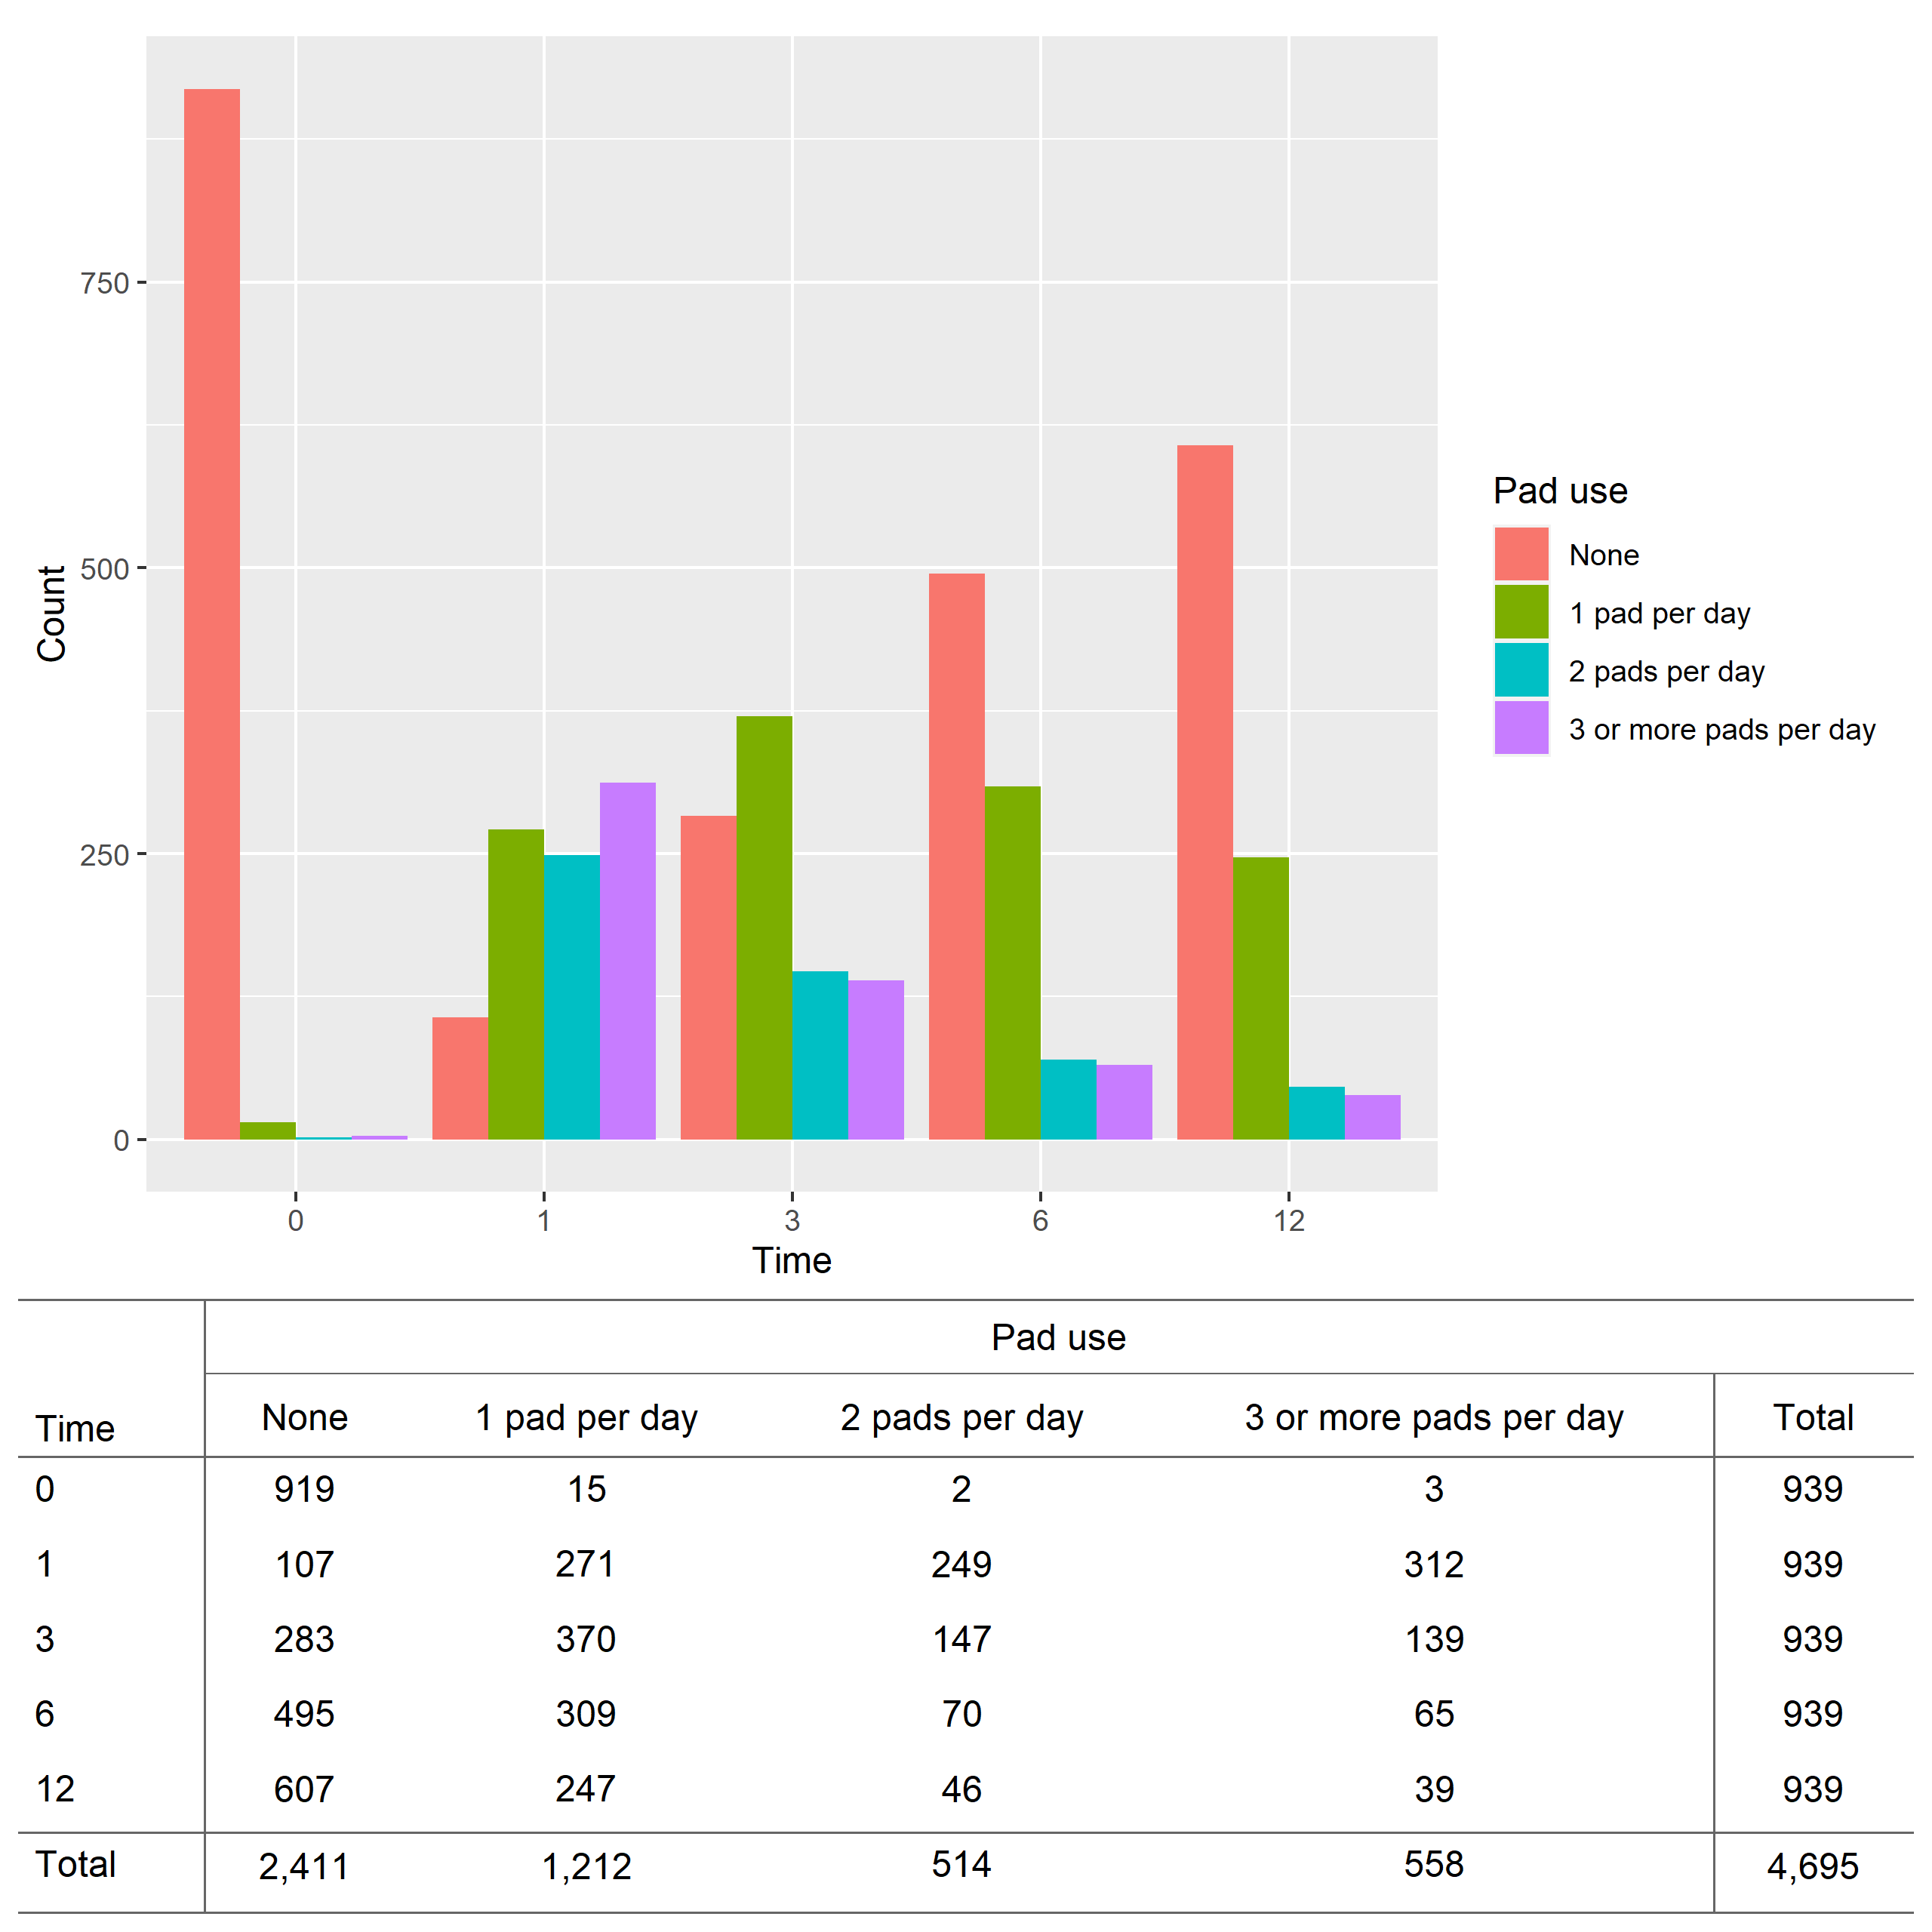 750
500
250
0
Count
0 1 3 6 12
Time
Pad use
None
1 pad per day
2 pads per day
3 or more pads per day
Pad use
Time None 1 pad per day 2 pads per day 3 or more pads per day Total
0 919 15 2 3 939
1 107 271 249 312 939
3 283 370 147 139 939
6 495 309 70 65 939
12 607 247 46 39 939
Total 2,411 1,212 514 558 4,695